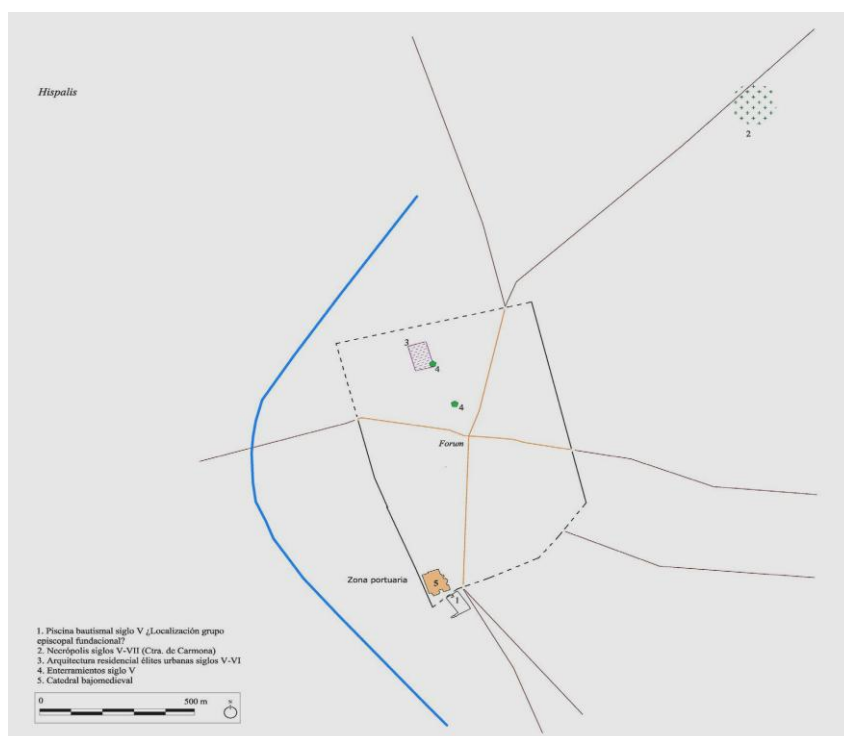 Hispalis
2
3
4
4
Forum
Zona portuaria
5
1
1. Piscina bautismal siglo V ¿Localización grupo
episcopal fundacional?
2. Necrópolis siglos V-VII (Ctra. de Carmona)
3. Arquitectura residencial élites urbanas siglos V-VI
4. Enterramientos siglo V
5. Catedral bajomedieval
0 500 m
N